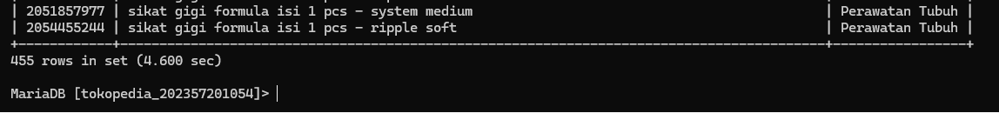 | 2051857977 | sikat gigi formula isi 1 pcs - system medium | Perawatan Tubuh |
| 2054455244 | sikat gigi formula isi 1 pcs - ripple soft | Perawatan Tubuh |
455 rows in set (4.600 sec)
MariaDB [tokopedia_202357201054]>